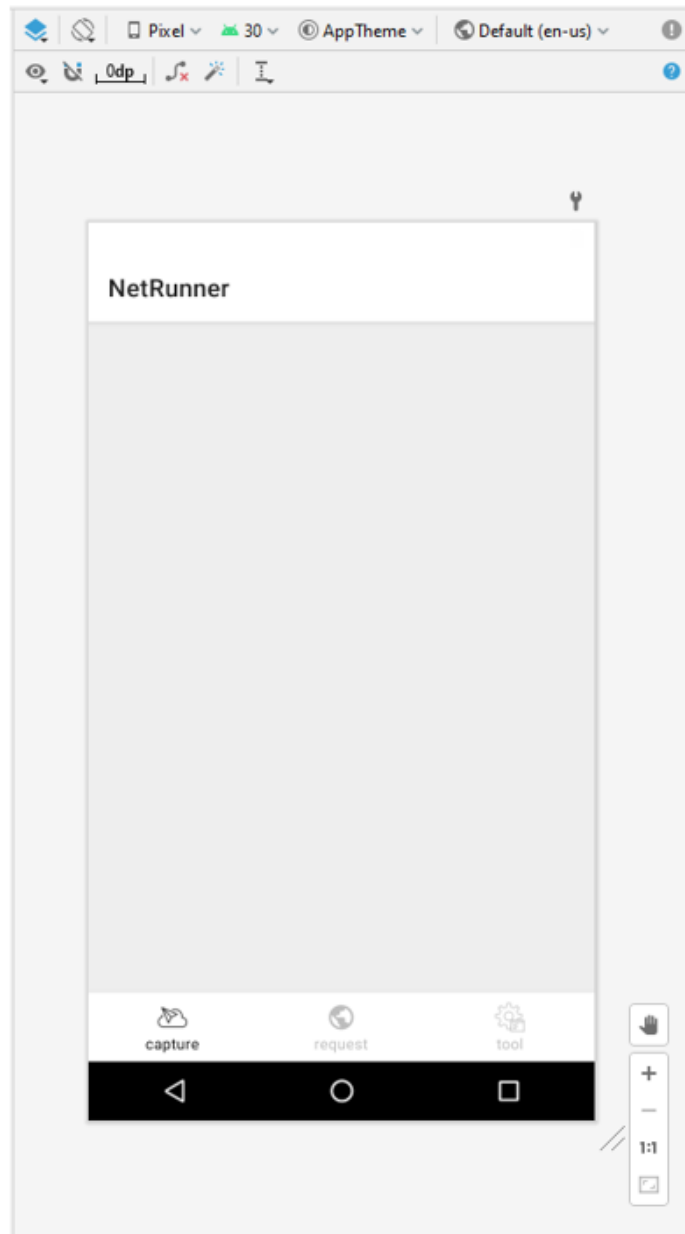 Pixel 30 AppTheme Default (en-us)
0dp
NetRunner
capture request tool
1:1